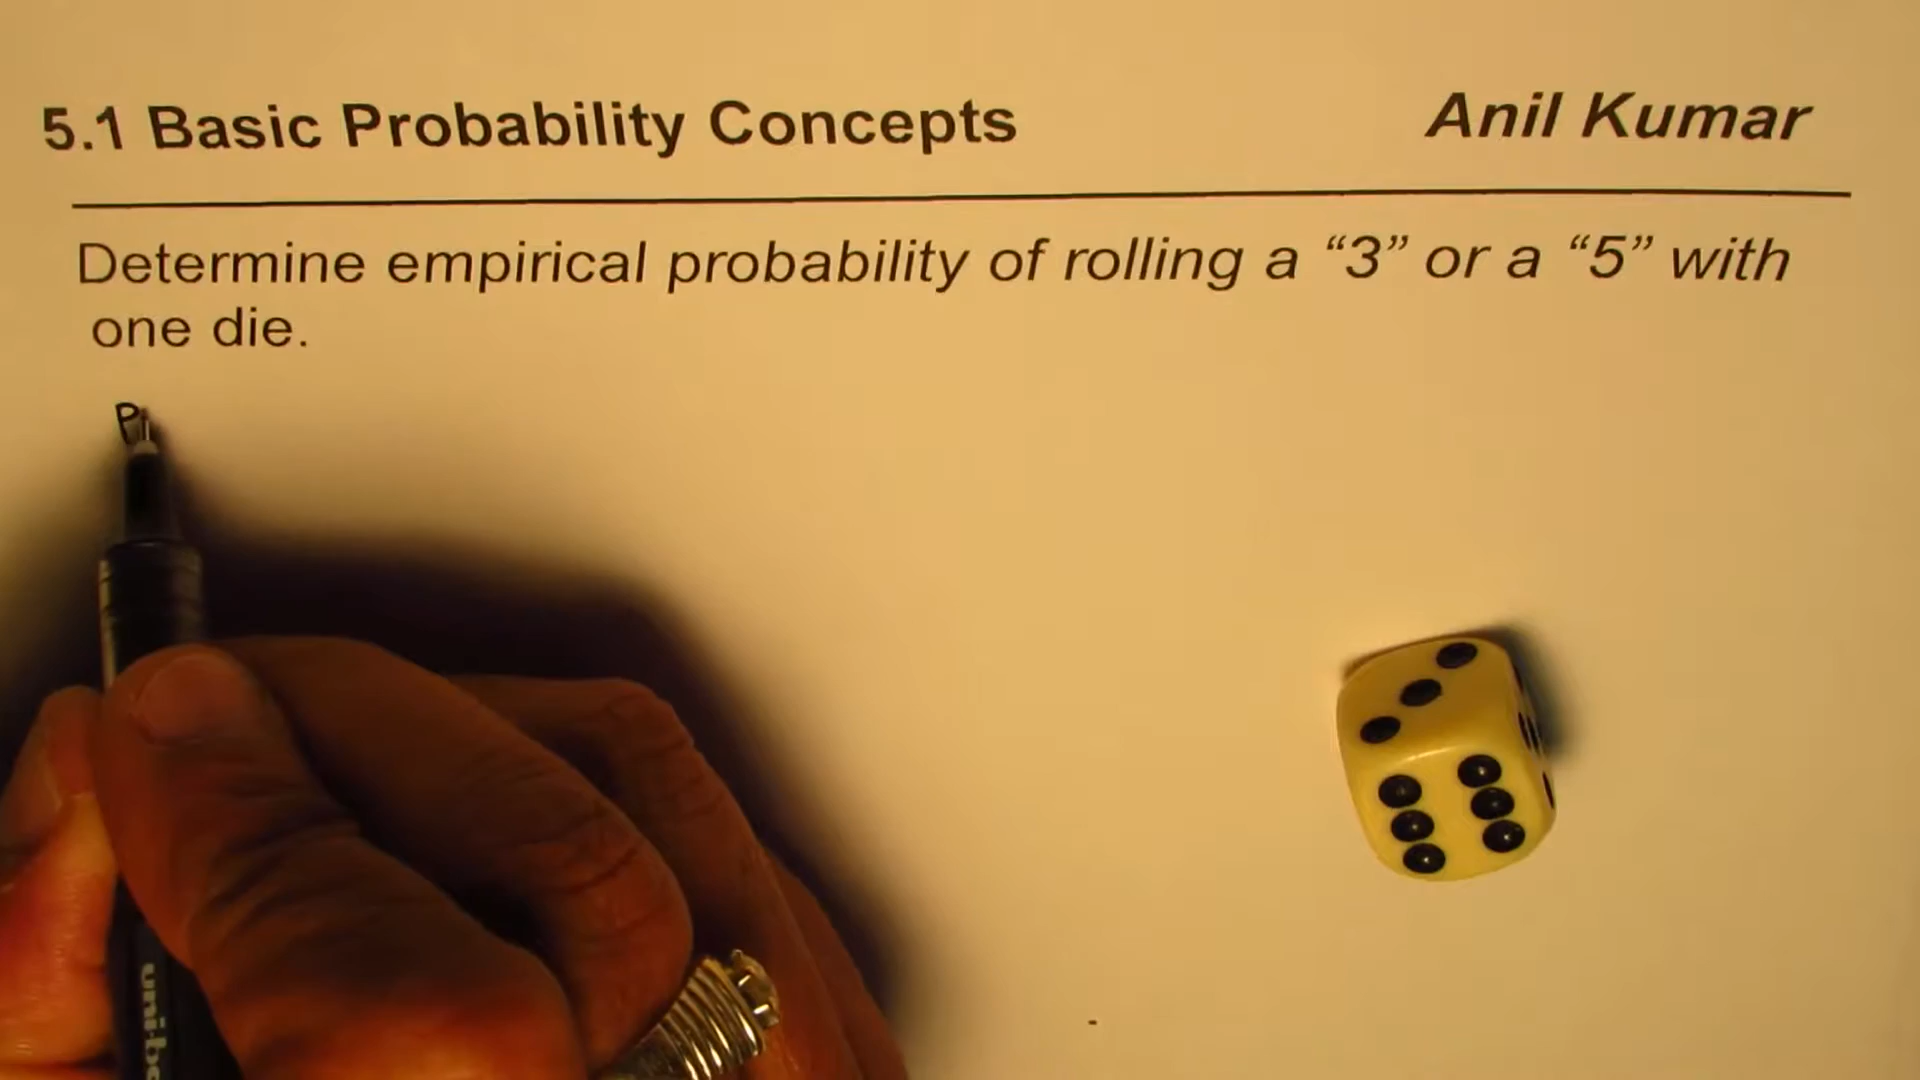 5.1 Basic Probability Concepts
Anil Kumar
Determine empirical probability of rolling a “3” or a “5” with
one die.
P